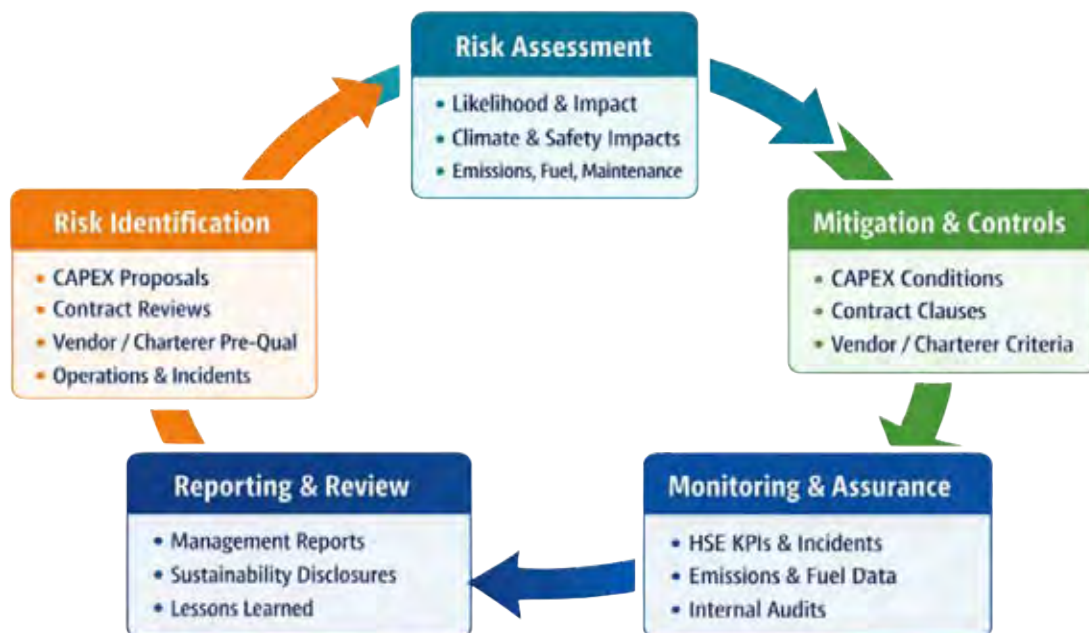 Risk Assessment
• Likelihood & Impact
• Climate & Safety Impacts
• Emissions, Fuel, Maintenance
Risk Identification
• CAPEX Proposals
• Contract Reviews
• Vendor / Charterer Pre-Qual
• Operations & Incidents
Mitigation & Controls
• CAPEX Conditions
• Contract Clauses
• Vendor / Charterer Criteria
Reporting & Review
• Management Reports
• Sustainability Disclosures
• Lessons Learned
Monitoring & Assurance
• HSE KPIs & Incidents
• Emissions & Fuel Data
• Internal Audits